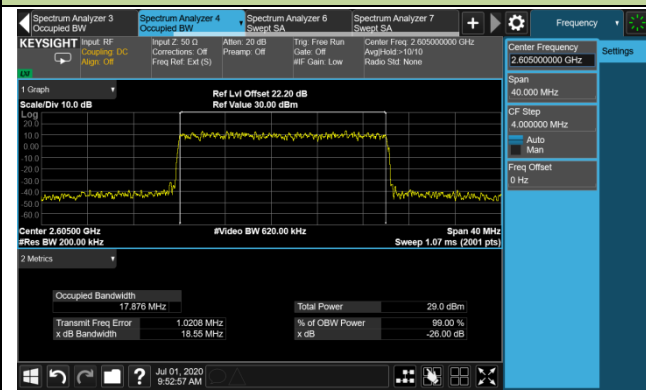 Spectrum Analyzer 3
Occupied BW
Spectrum Analyzer 4
Occupied BW
Spectrum Analyzer 6
Swept SA
Spectrum Analyzer 7
Swept SA
+
Frequency
KEYSIGHT
Input: RF
Coupling: DC
Align: Off
Input Z: 50 Ω
Corrections: Off
Freq Ref: Ext (S)
Atten: 20 dB
Preamp: Off
Trig: Free Run
Gate: Off
#IF Gain: Low
Center Freq: 2.605000000 GHz
Avg|Hold:>10/10
Radio Std: None
Center Frequency
2.605000000 GHz
Settings
Span
40.000 MHz
CF Step
4.000000 MHz
Auto
Man
Freq Offset
0 Hz
1 Graph
Scale/Div 10.0 dB
Ref Lvl Offset 22.20 dB
Ref Value 30.00 dBm
Log
20.0
10.0
0.00
-10.0
-20.0
-30.0
-40.0
-50.0
-60.0
Center 2.60500 GHz
#Res BW 200.00 kHz
#Video BW 620.00 kHz
Span 40 MHz
Sweep 1.07 ms (2001 pts)
2 Metrics
Occupied Bandwidth
17.876 MHz
Total Power 29.0 dBm
Transmit Freq Error 1.0208 MHz
% of OBW Power 99.00 %
x dB Bandwidth 18.55 MHz
x dB -26.00 dB
?
Jul 01, 2020
9:52:57 AM